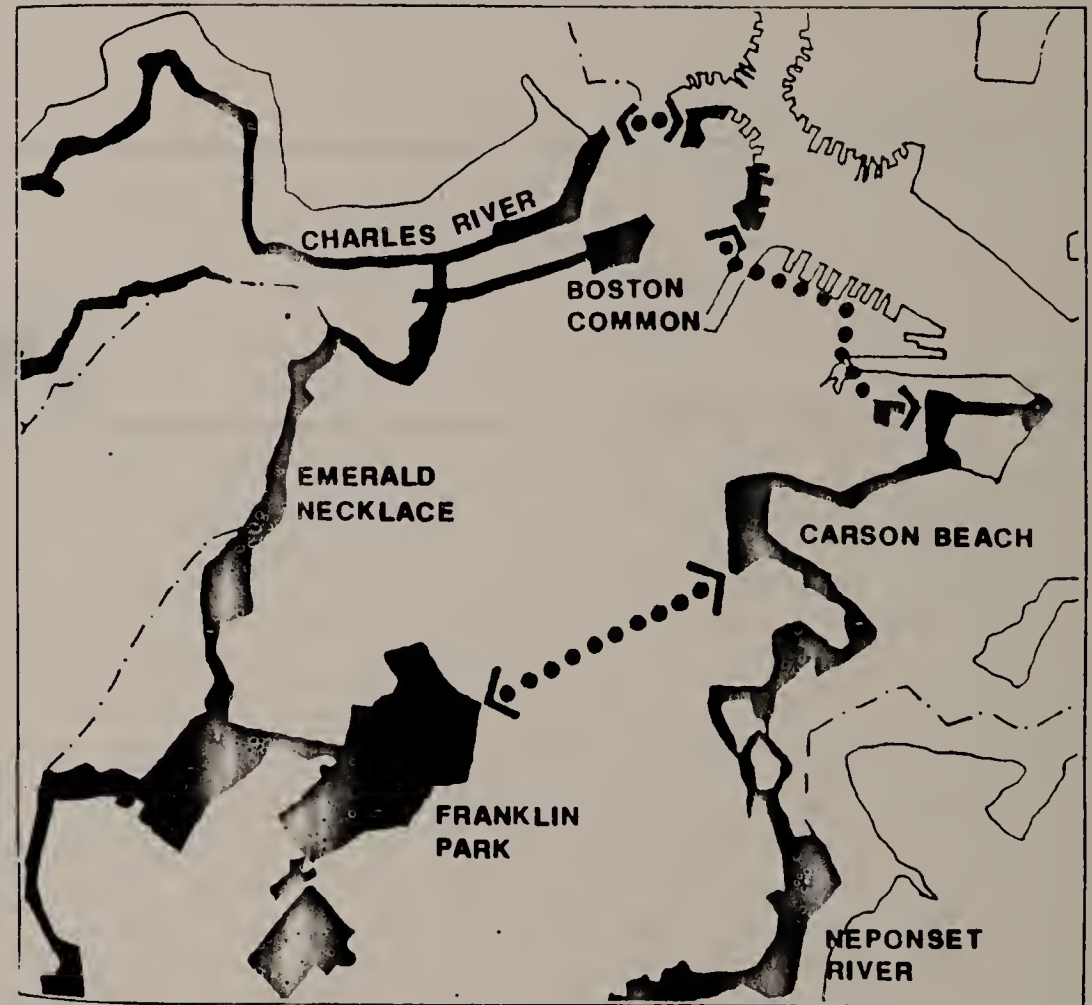 CHARLES RIVER
BOSTON
COMMON
EMERALD
NECKLACE
CARSON BEACH
FRANKLIN
PARK
NEPONSET
RIVER